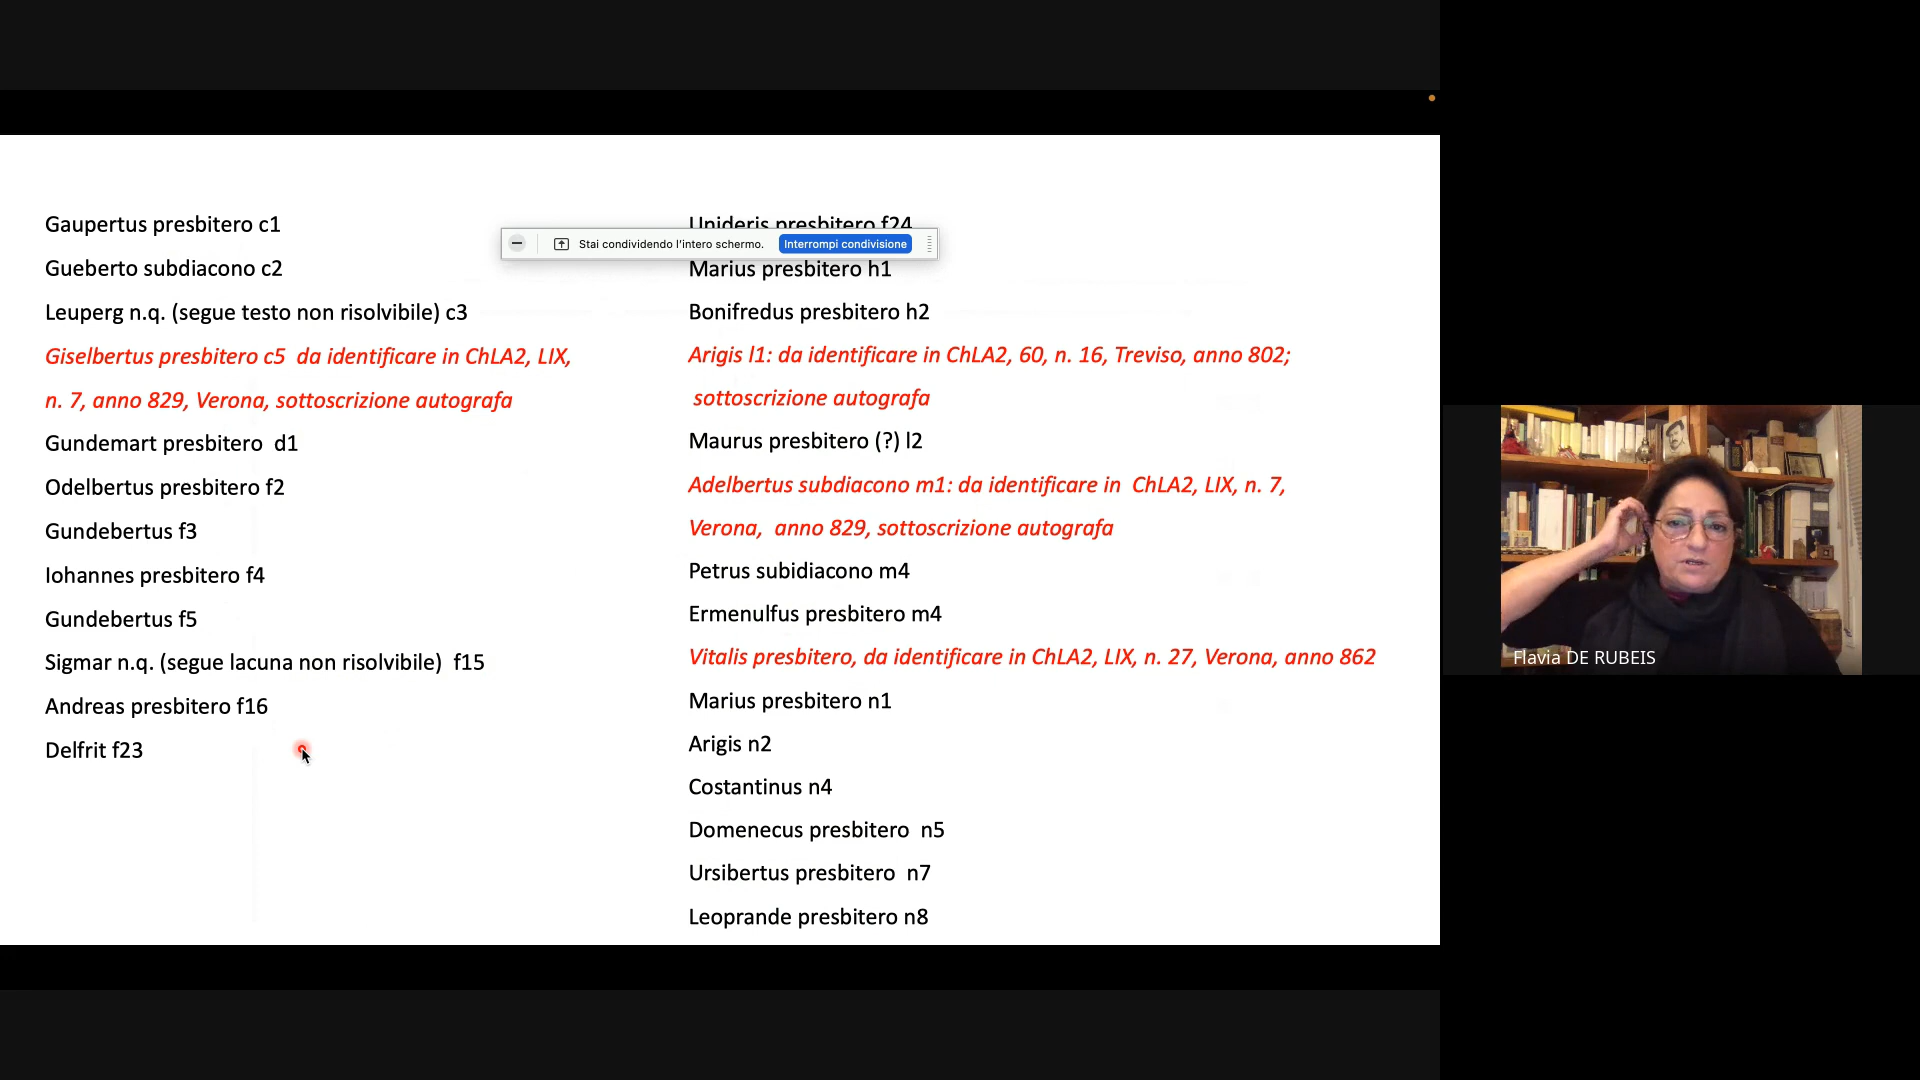 Gaupertus presbitero c1
Gueberto subdiacono c2
Leuperg n.q. (segue testo non risolvibile) c3
Giselbertus presbitero c5 da identificare in ChLA2, LIX,
n. 7, anno 829, Verona, sottoscrizione autografa
Gundemart presbitero d1
Odelbertus presbitero f2
Gundebertus f3
Iohannes presbitero f4
Gundebertus f5
Sigmar n.q. (segue lacuna non risolvibile) f15
Andreas presbitero f16
Delfrit f23
Unideris presbitero f24
Stai condividendo l'intero schermo. Interrompi condivisione
Marius presbitero h1
Bonifredus presbitero h2
Arigis l1: da identificare in ChLA2, 60, n. 16, Treviso, anno 802;
sottoscrizione autografa
Maurus presbitero (?) l2
Adelbertus subdiacono m1: da identificare in ChLA2, LIX, n. 7,
Verona, anno 829, sottoscrizione autografa
Petrus subidiacono m4
Ermenulfus presbitero m4
Vitalis presbitero, da identificare in ChLA2, LIX, n. 27, Verona, anno 862
Marius presbitero n1
Arigis n2
Costantinus n4
Domenecus presbitero n5
Ursibertus presbitero n7
Leoprande presbitero n8
Flavia DE RUBEIS